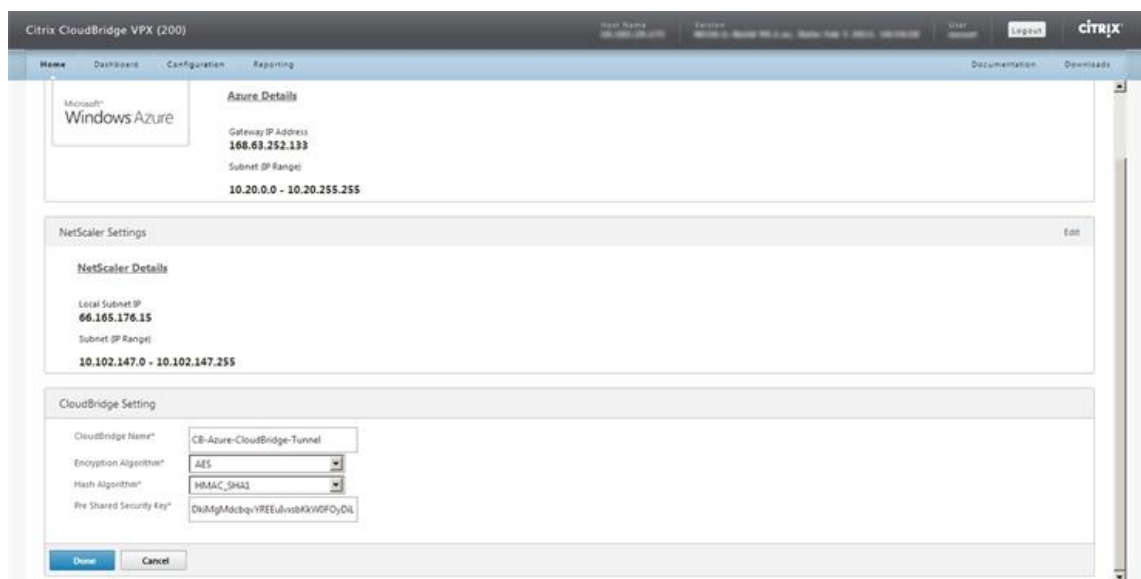 Citrix CloudBridge VPX (200)
Host Name
Version
User
Logout
CITRIX
Home Dashboard Configuration Reporting Documentation Downloads
Microsoft*
Windows Azure
Azure Details
Gateway IP Address
168.63.252.133
Subnet (IP Range)
10.20.0.0 - 10.20.255.255
NetScaler Settings
Edit
NetScaler Details
Local Subnet IP
66.165.176.15
Subnet (IP Range)
10.102.147.0 - 10.102.147.255
CloudBridge Setting
CloudBridge Name* CB-Azure-CloudBridge-Tunnel
Encryption Algorithm* AES
Hash Algorithm* HMAC_SHA1
Pre Shared Security Key*
Done Cancel